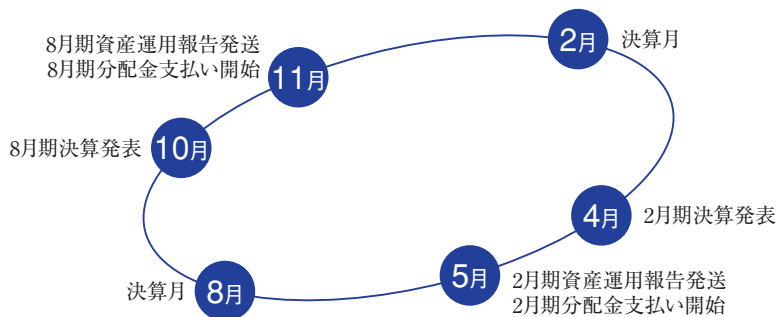 2月
決算月
4月
2月期決算発表
5月
2月期資産運用報告発送
2月期分配金支払い開始
8月
決算月
10月
8月期決算発表
11月
8月期資産運用報告発送
8月期分配金支払い開始